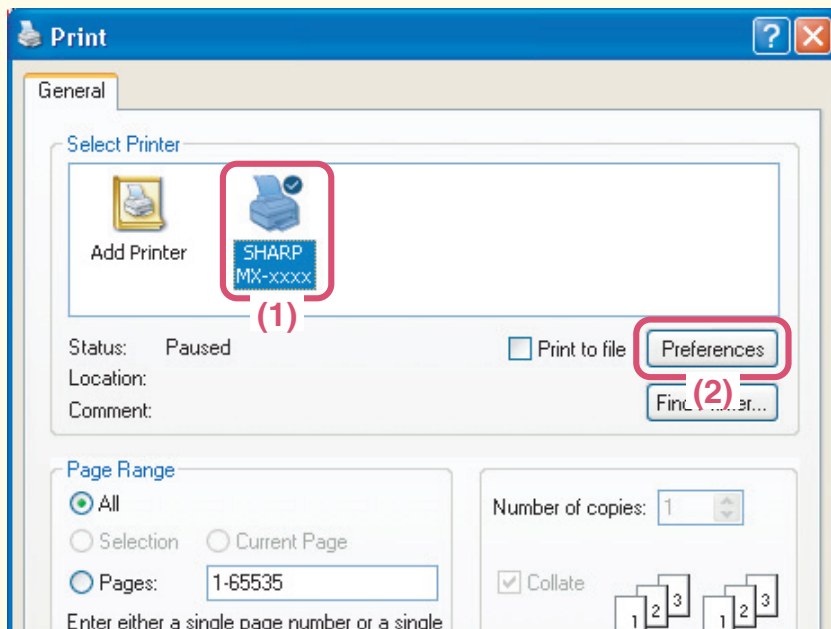 Print
General
Select Printer
Add Printer
SHARP
MX-xxxx
(1)
Status: Paused
Location:
Comment:
Print to file
Preferences
(2)
Page Range
All
Selection Current Page
Pages: 1-65535
Enter either a single page number or a single
Number of copies: 1
Collate
1 2 3 1 2 3